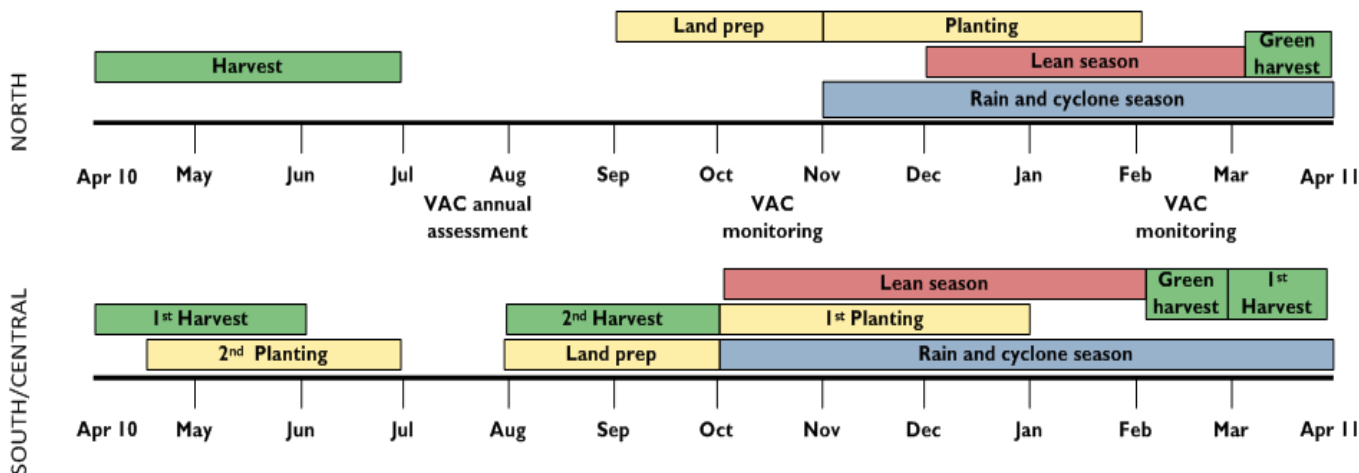 Land prep
Planting
Green
harvest
Harvest
Lean season
Rain and cyclone season
NORTH
Apr 10 May Jun Jul Aug Sep Oct Nov Dec Jan Feb Mar Apr 11
VAC annual
assessment
VAC
monitoring
VAC
monitoring
Lean season
Green
harvest
1st
Harvest
1st Harvest
2nd Harvest
1st Planting
2nd Planting
Land prep
Rain and cyclone season
SOUTH/CENTRAL
Apr 10 May Jun Jul Aug Sep Oct Nov Dec Jan Feb Mar Apr 11